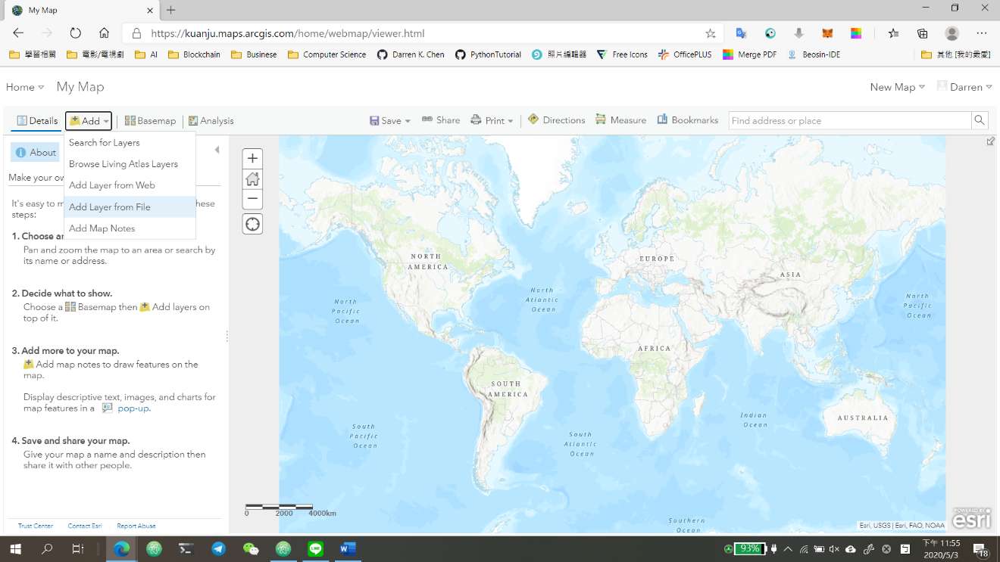 My Map
https://kuanju.maps.arcgis.com/home/webmap/viewer.html
學習相關 電影/電視劇 AI Blockchain Businese Computer Science Darren K. Chen PythonTutorial 照片編輯器 Free Icons OfficePLUS Merge PDF Beosin-IDE 其他 [我的最愛]
Home My Map New Map Darren
Details Add Basemap Analysis Save Share Print Directions Measure Bookmarks Find address or place
About
Search for Layers
Browse Living Atlas Layers
Add Layer from Web
Add Layer from File
Add Map Notes
Make your ow
It's easy to m hese
steps:
1. Choose ar
Pan and zoom the map to an area or search by
its name or address.
2. Decide what to show.
Choose a Basemap then Add layers on
top of it.
3. Add more to your map.
Add map notes to draw features on the
map.
Display descriptive text, images, and charts for
map features in a pop-up.
4. Save and share your map.
Give your map a name and description then
share it with other people.
Trust Center Contact Esri Report Abuse
NORTH
AMERICA
EUROPE
ASIA
North
Pacific
Ocean
North
Atlantic
Ocean
North
Pacific
Ocean
AFRICA
SOUTH
AMERICA
Indian
Ocean
AUSTRALIA
South
Pacific
Ocean
South
Atlantic
Ocean
Southern
Ocean
0 2000 4000km
Esri, USGS | Esri, FAO, NOAA
POWERED BY
esri
93%
下午 11:55
2020/5/3
18